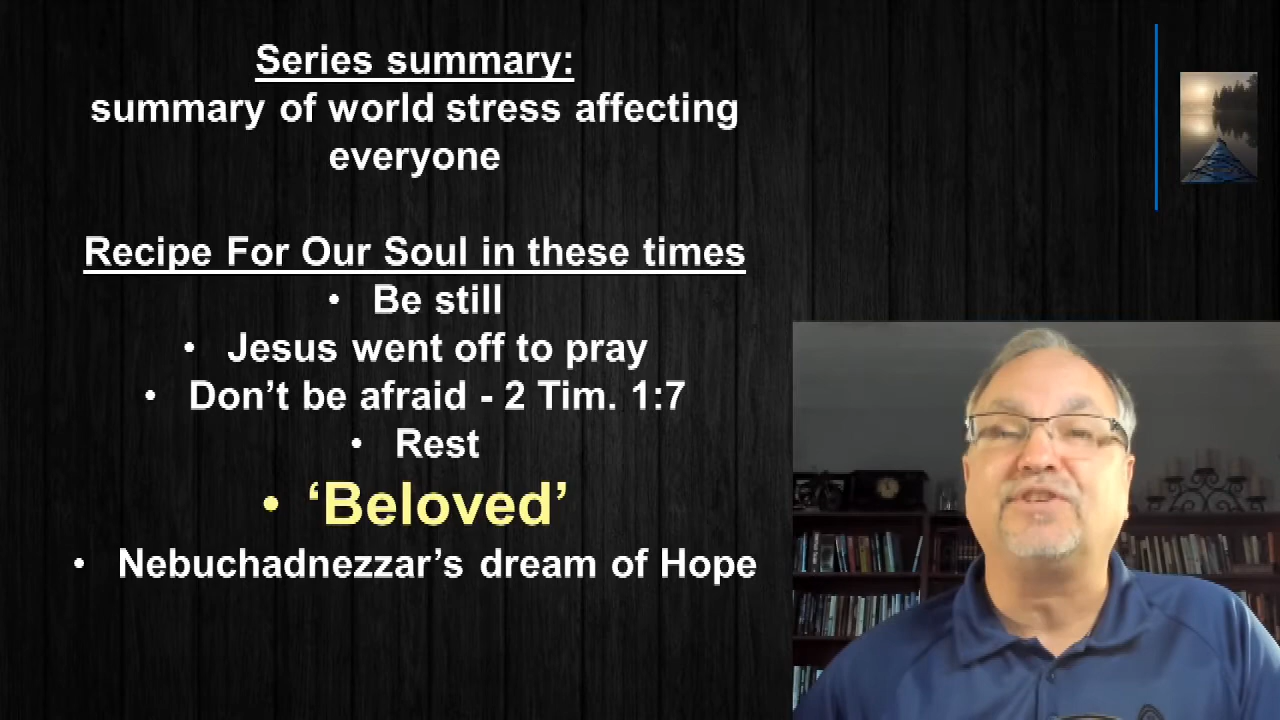 Series summary:
summary of world stress affecting
everyone
Recipe For Our Soul in these times
• Be still
• Jesus went off to pray
• Don’t be afraid - 2 Tim. 1:7
• Rest
• ‘Beloved’
• Nebuchadnezzar’s dream of Hope